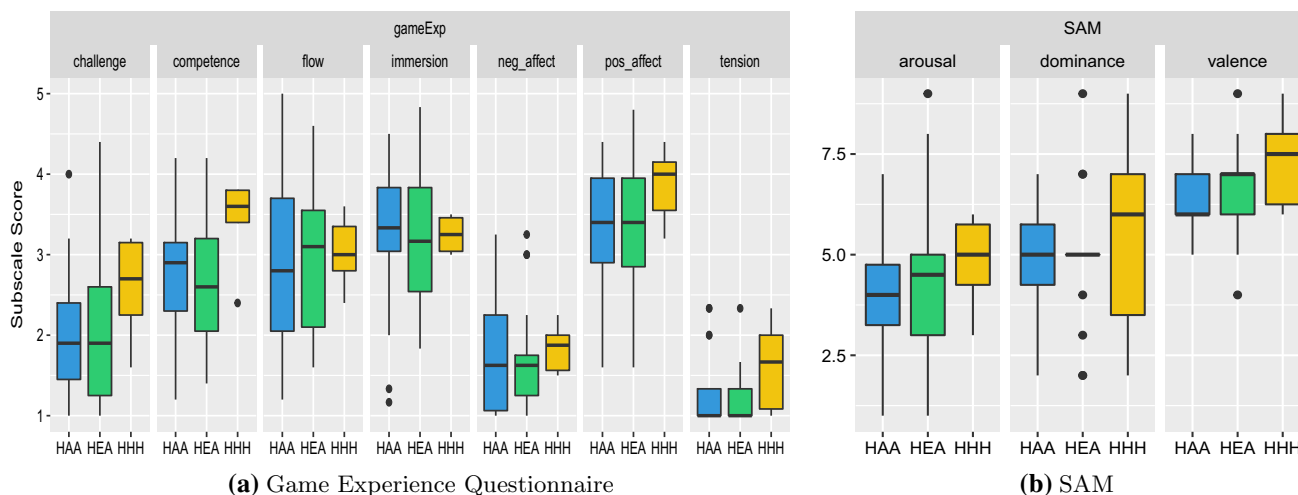 gameExp
challenge competence flow immersion neg_affect pos_affect tension
Subscale Score
5
4
3
2
1
HAA HEA HHH HAA HEA HHH HAA HEA HHH HAA HEA HHH HAA HEA HHH HAA HEA HHH HAA HEA HHH
(a) Game Experience Questionnaire
SAM
arousal dominance valence
7.5
5.0
2.5
HAA HEA HHH HAA HEA HHH HAA HEA HHH
(b) SAM